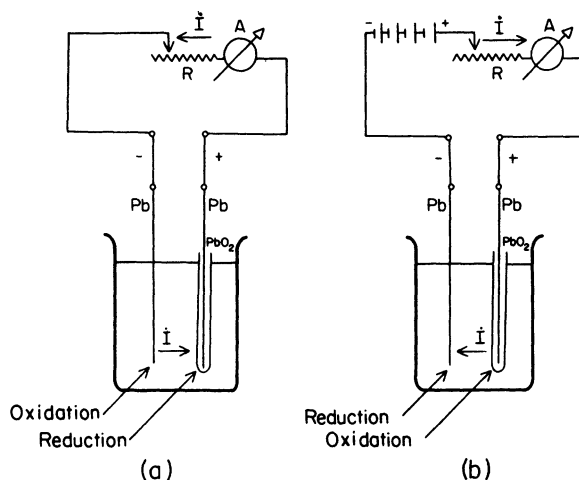 I A
R
- +
Pb Pb
PbO₂
I
Oxidation
Reduction
(a)
- + I A
R
- +
Pb Pb
PbO₂
I
Reduction
Oxidation
(b)